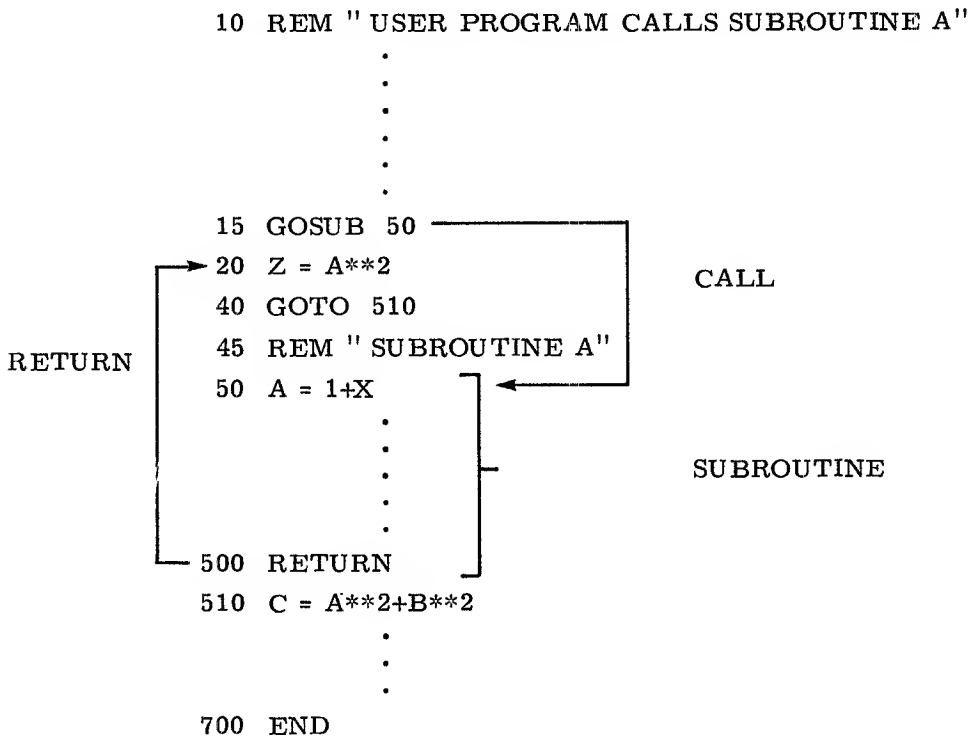 10 REM "USER PROGRAM CALLS SUBROUTINE A"
.
.
.
.
.
.
15 GOSUB 50
20 Z = A**2
CALL
40 GOTO 510
45 REM "SUBROUTINE A"
RETURN
50 A = 1+X
.
.
.
.
.
.
SUBROUTINE
500 RETURN
510 C = A**2+B**2
.
.
.
700 END